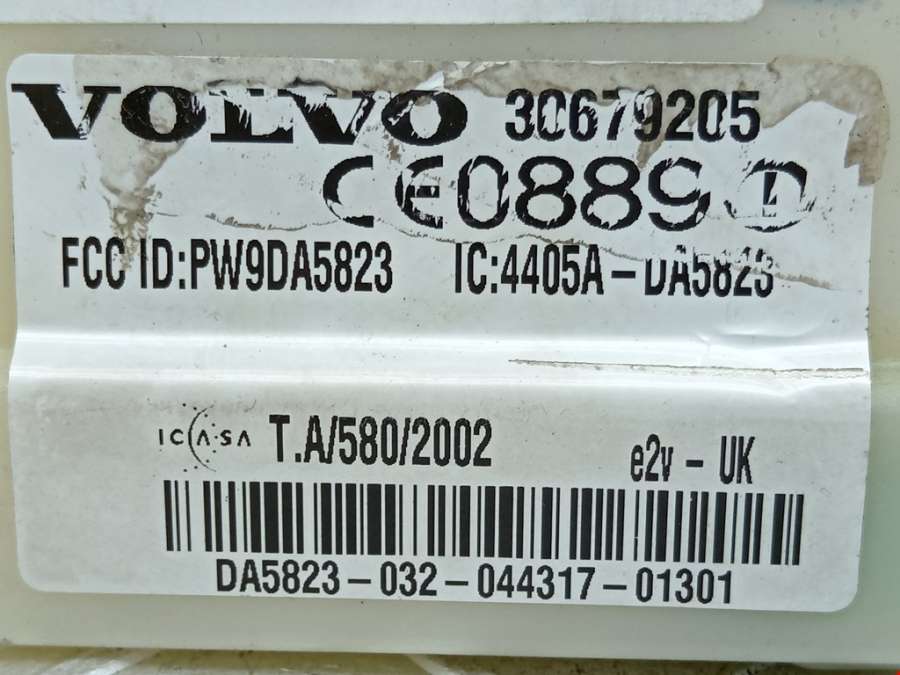 VOLVO 30679205
CE0889
FCC ID:PW9DA5823 IC:4405A-DA5823
ICASA T.A/580/2002
e2v - UK
DA5823-032-044317-01301